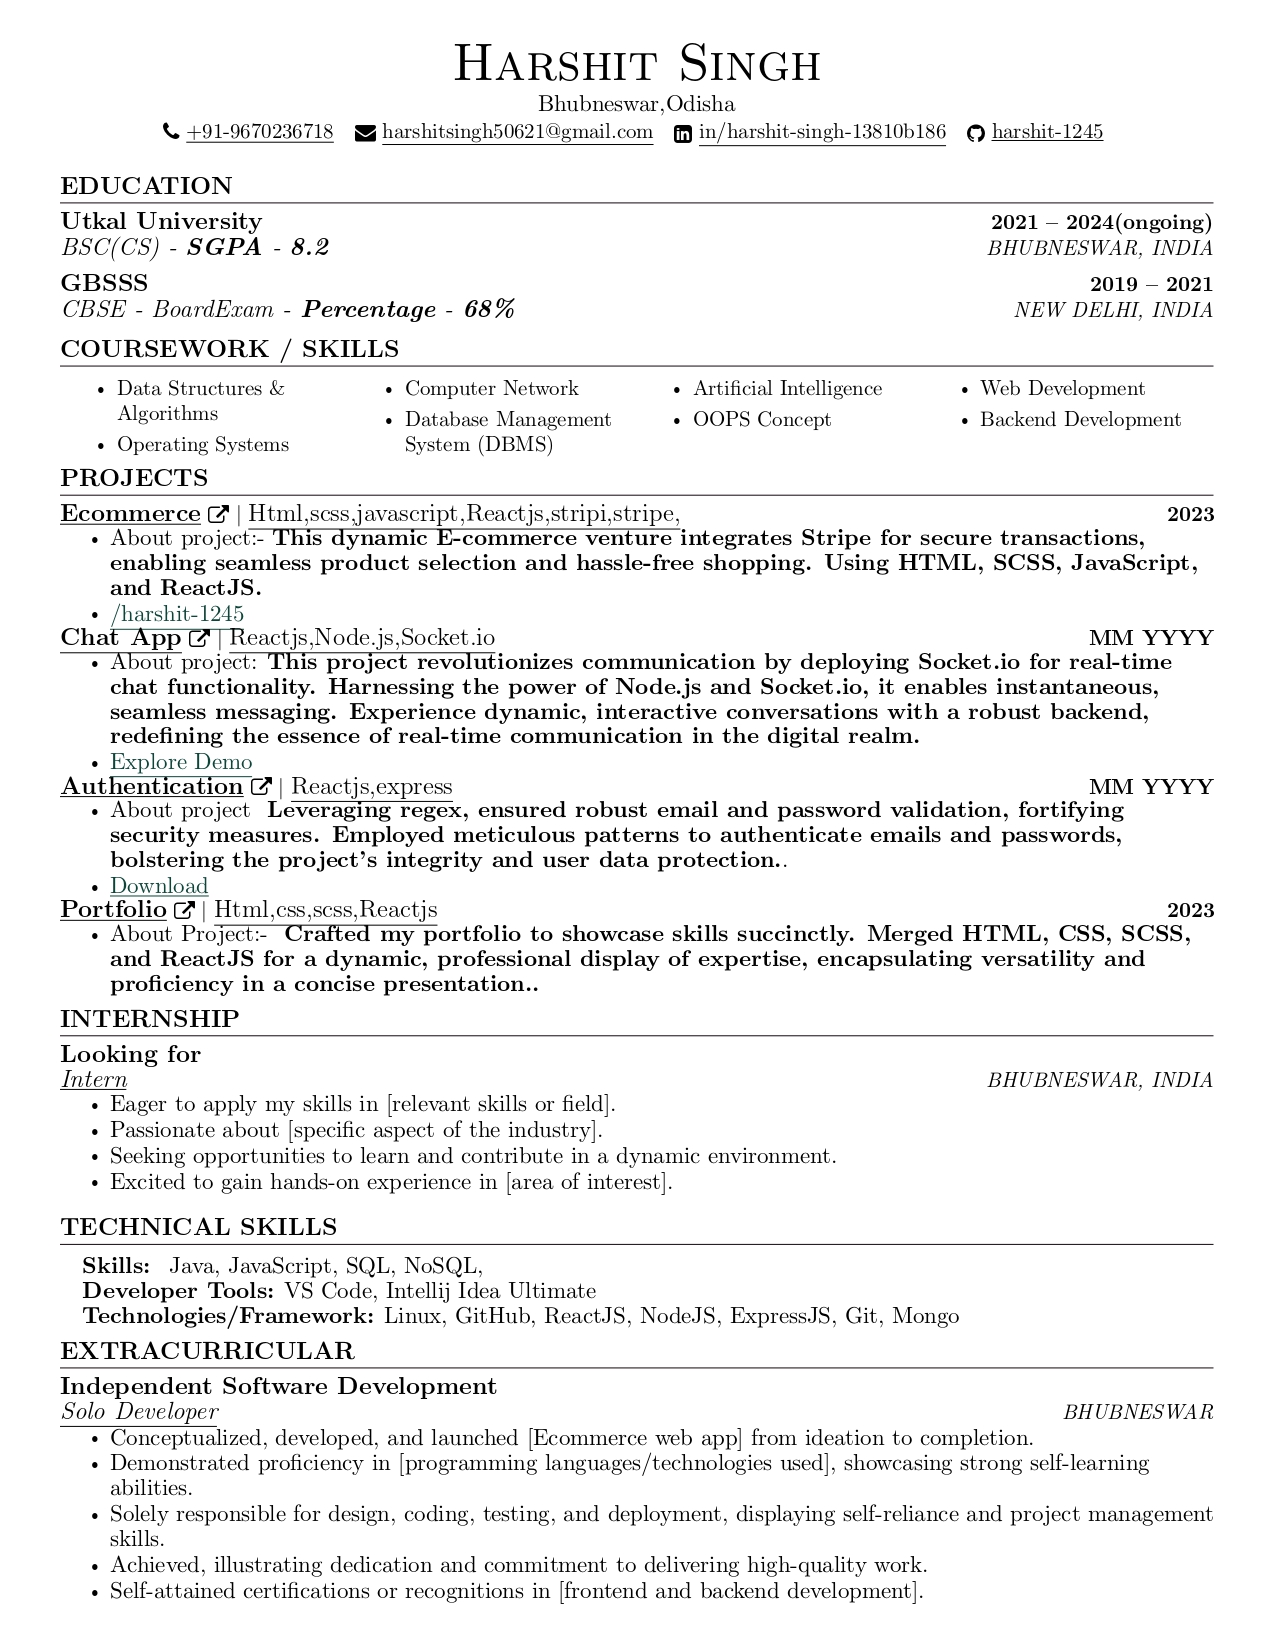 Harshit Singh
Bhubneswar,Odisha
+91-9670236718 harshitsingh50621@gmail.com in/harshit-singh-13810b186 harshit-1245
EDUCATION
Utkal University 2021 – 2024(ongoing)
BSC(CS) - SGPA - 8.2 BHUBNESWAR, INDIA
GBSSS 2019 – 2021
CBSE - BoardExam - Percentage - 68% NEW DELHI, INDIA
COURSEWORK / SKILLS
• Data Structures & • Computer Network • Artificial Intelligence • Web Development
Algorithms • Database Management • OOPS Concept • Backend Development
• Operating Systems System (DBMS)
PROJECTS
Ecommerce | Html,scss,javascript,Reactjs,stripi,stripe, 2023
• About project:- This dynamic E-commerce venture integrates Stripe for secure transactions,
enabling seamless product selection and hassle-free shopping. Using HTML, SCSS, JavaScript,
and ReactJS.
• /harshit-1245
Chat App | Reactjs,Node.js,Socket.io MM YYYY
• About project: This project revolutionizes communication by deploying Socket.io for real-time
chat functionality. Harnessing the power of Node.js and Socket.io, it enables instantaneous,
seamless messaging. Experience dynamic, interactive conversations with a robust backend,
redefining the essence of real-time communication in the digital realm.
• Explore Demo
Authentication | Reactjs,express MM YYYY
• About project Leveraging regex, ensured robust email and password validation, fortifying
security measures. Employed meticulous patterns to authenticate emails and passwords,
bolstering the project's integrity and user data protection..
• Download
Portfolio | Html,css,scss,Reactjs 2023
• About Project:- Crafted my portfolio to showcase skills succinctly. Merged HTML, CSS, SCSS,
and ReactJS for a dynamic, professional display of expertise, encapsulating versatility and
proficiency in a concise presentation..
INTERNSHIP
Looking for
Intern BHUBNESWAR, INDIA
• Eager to apply my skills in [relevant skills or field].
• Passionate about [specific aspect of the industry].
• Seeking opportunities to learn and contribute in a dynamic environment.
• Excited to gain hands-on experience in [area of interest].
TECHNICAL SKILLS
Skills: Java, JavaScript, SQL, NoSQL,
Developer Tools: VS Code, Intellij Idea Ultimate
Technologies/Framework: Linux, GitHub, ReactJS, NodeJS, ExpressJS, Git, Mongo
EXTRACURRICULAR
Independent Software Development
Solo Developer BHUBNESWAR
• Conceptualized, developed, and launched [Ecommerce web app] from ideation to completion.
• Demonstrated proficiency in [programming languages/technologies used], showcasing strong self-learning
abilities.
• Solely responsible for design, coding, testing, and deployment, displaying self-reliance and project management
skills.
• Achieved, illustrating dedication and commitment to delivering high-quality work.
• Self-attained certifications or recognitions in [frontend and backend development].